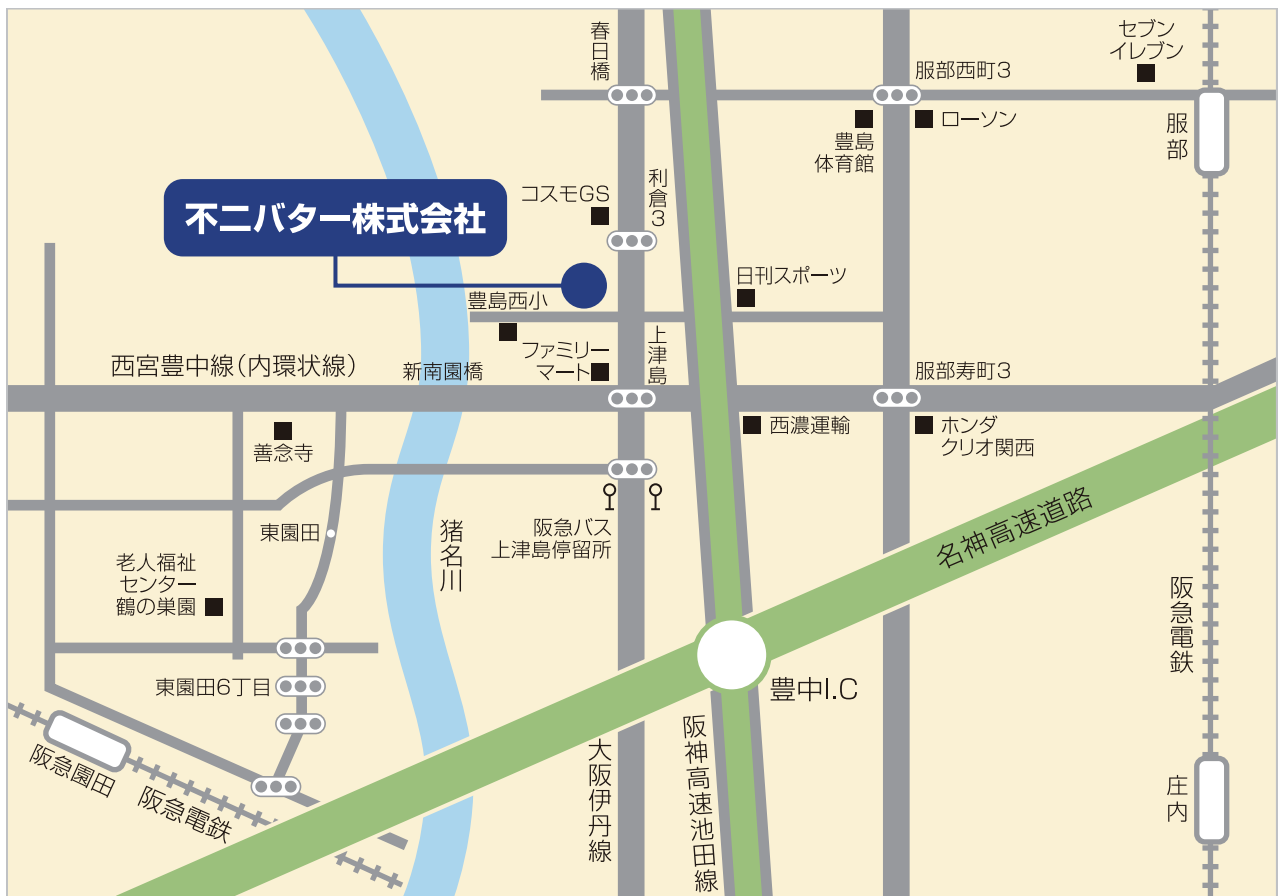 春日橋
セブン
イレブン
服部西町3
ローソン
豊島
体育館
服部
コスモGS
利倉3
不二バター株式会社
日刊スポーツ
豊島西小
ファミリー
マート
上津島
西宮豊中線(内環状線)
新南園橋
服部寿町3
西濃運輸
ホンダ
クリオ関西
善念寺
東園田
猪名川
阪急バス
上津島停留所
名神高速道路
老人福祉
センター
鶴の巣園
阪急電鉄
東園田6丁目
豊中I.C
阪急園田
阪急電鉄
大阪伊丹線
阪神高速池田線
庄内